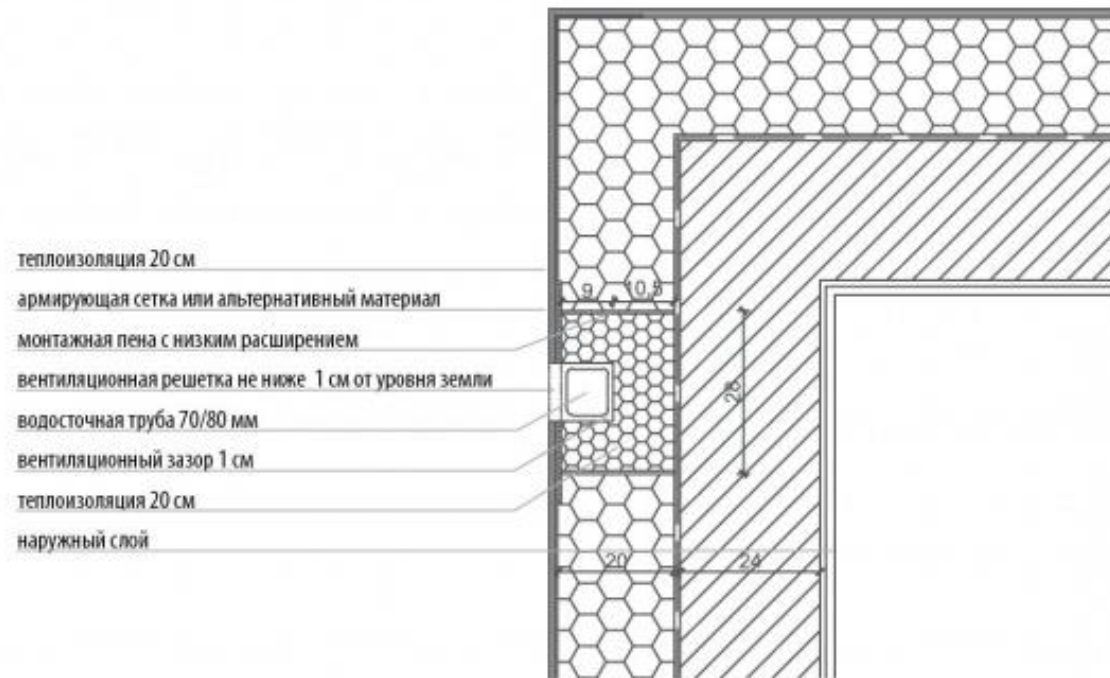 теплоизоляция 20 см
армирующая сетка или альтернативный материал
монтажная пена с низким расширением
вентиляционная решетка не ниже 1 см от уровня земли
водосточная труба 70/80 мм
вентиляционный зазор 1 см
теплоизоляция 20 см
наружный слой
9 10,5
28
20 24